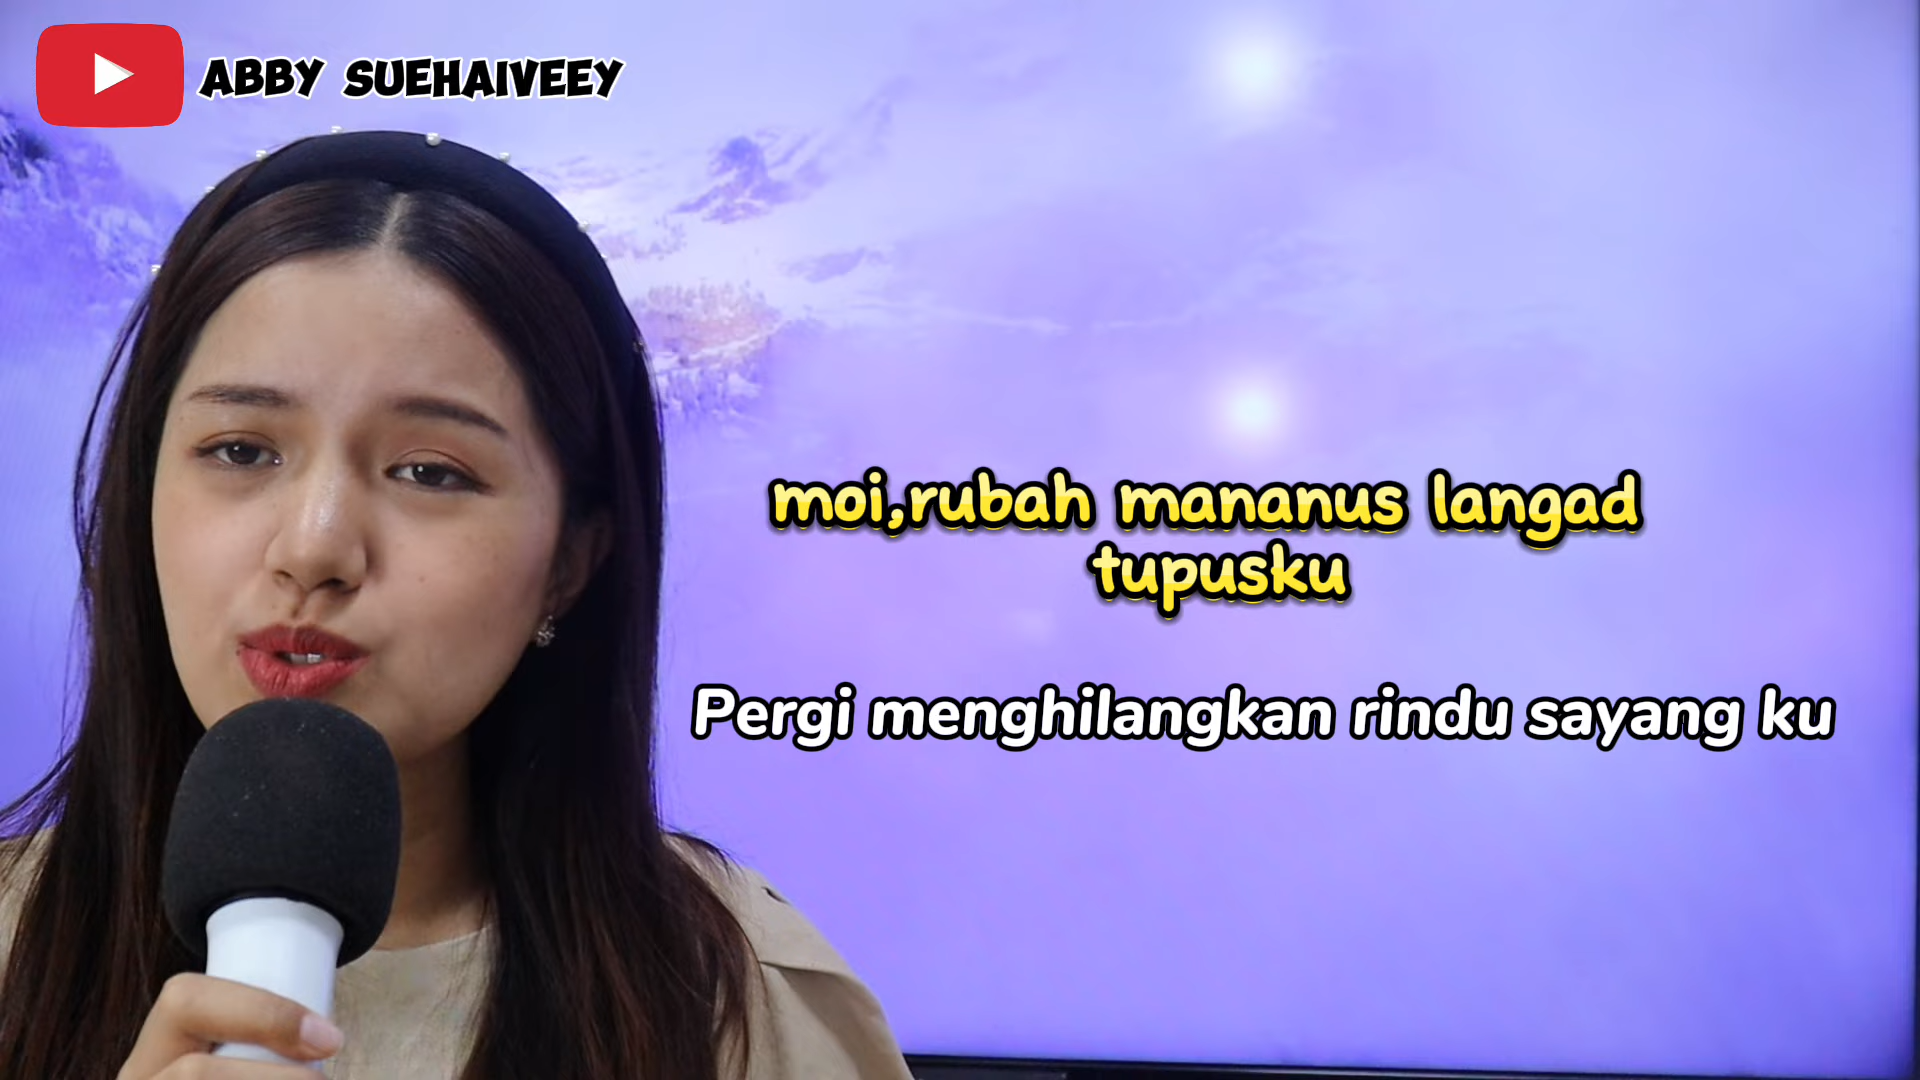 ABBY SUEHAIVEEY
moi,rubah mananus langad
tupusku
Pergi menghilangkan rindu sayang ku